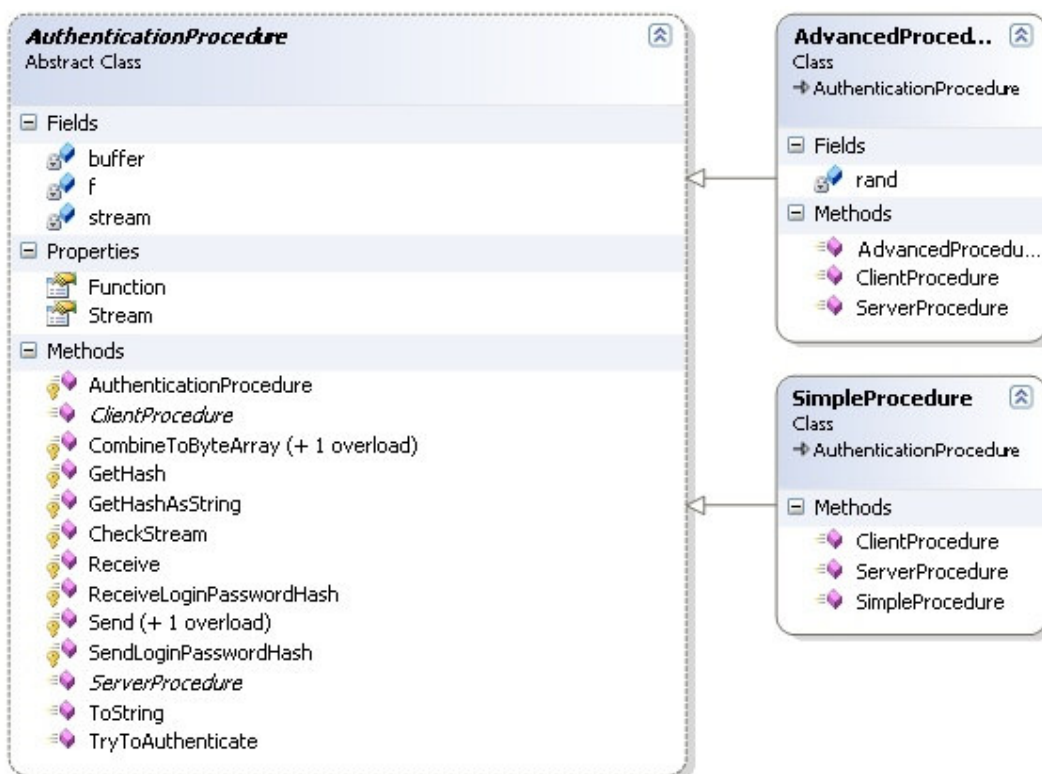 AuthenticationProcedure
Abstract Class
Fields
buffer
f
stream
Properties
Function
Stream
Methods
AuthenticationProcedure
ClientProcedure
CombineToByteArray (+ 1 overload)
GetHash
GetHashAsString
CheckStream
Receive
ReceiveLoginPasswordHash
Send (+ 1 overload)
SendLoginPasswordHash
ServerProcedure
ToString
TryToAuthenticate
AdvancedProced...
Class
AuthenticationProcedure
Fields
rand
Methods
AdvancedProcedu...
ClientProcedure
ServerProcedure
SimpleProcedure
Class
AuthenticationProcedure
Methods
ClientProcedure
ServerProcedure
SimpleProcedure